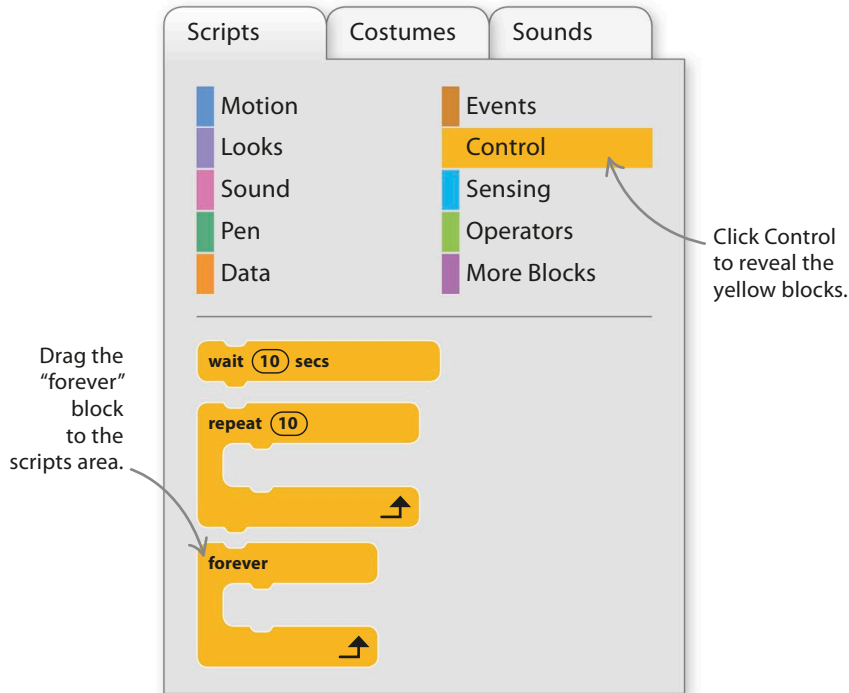 Scripts
Costumes
Sounds
Motion
Looks
Sound
Pen
Data
Events
Control
Sensing
Operators
More Blocks
Click Control
to reveal the
yellow blocks.
wait 10 secs
repeat 10
forever
Drag the
“forever”
block
to the
scripts area.